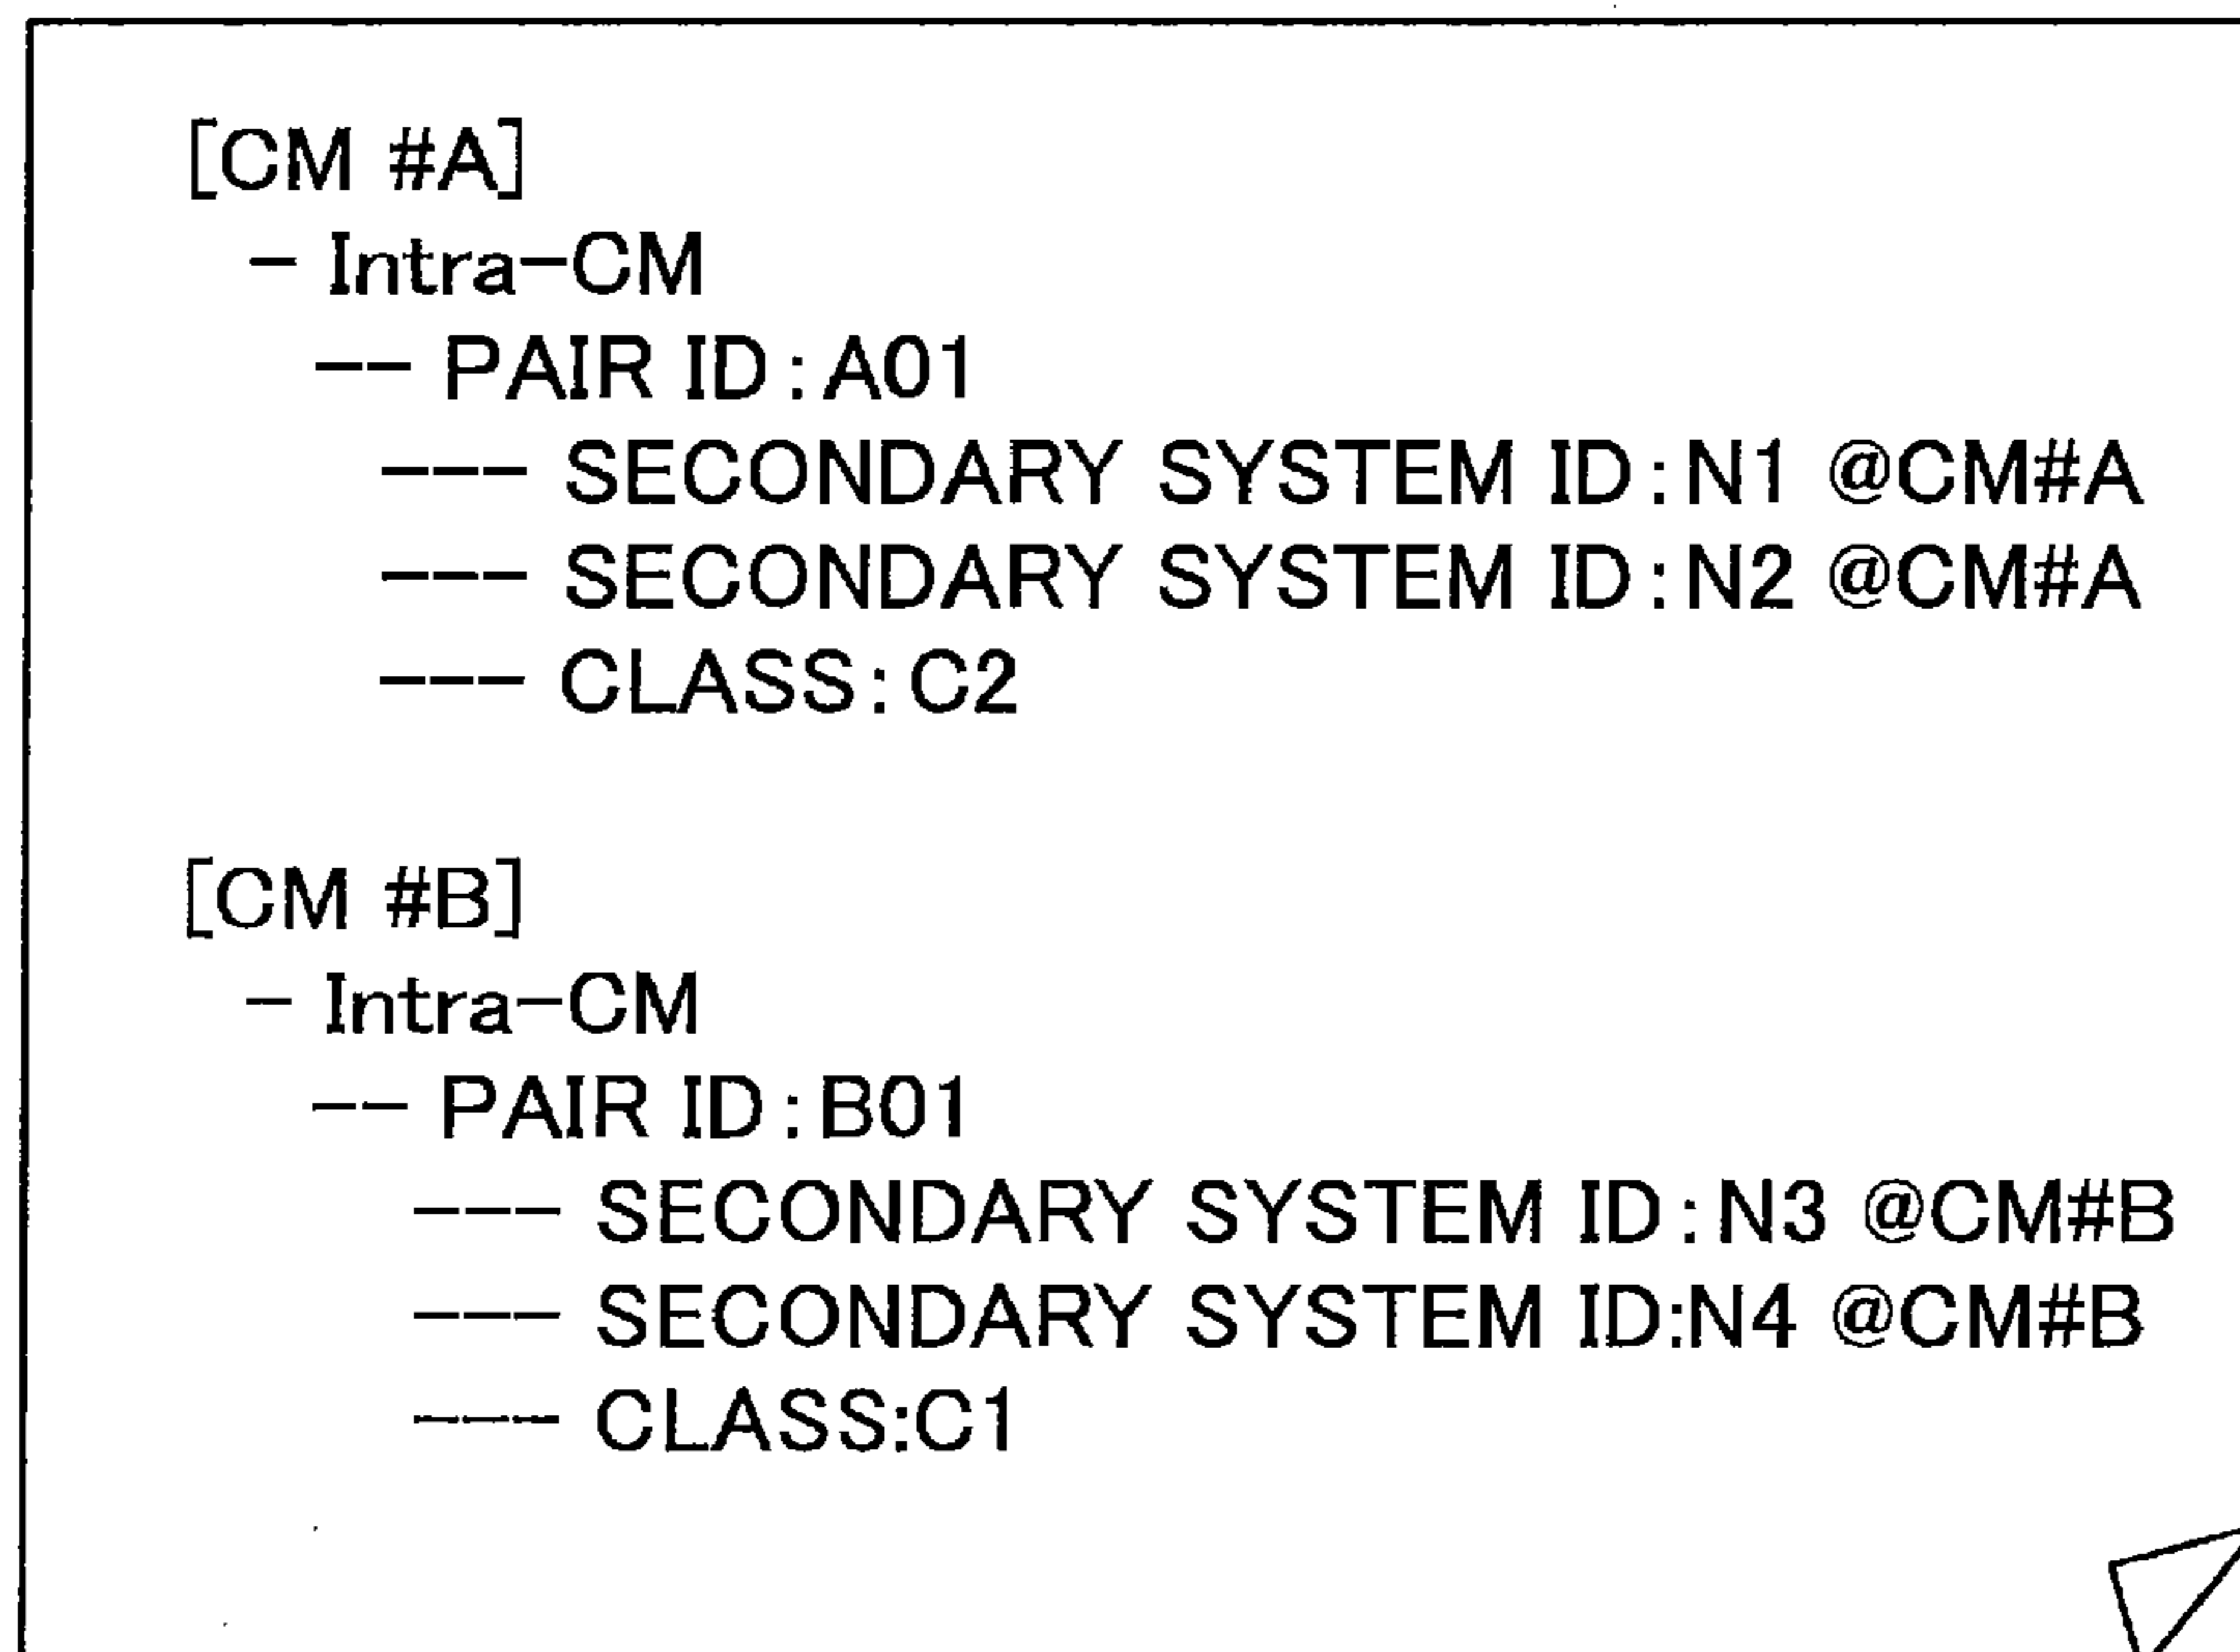 [CM #A]
- Intra-CM
-- PAIR ID:A01
--- SECONDARY SYSTEM ID:N1 @CM#A
--- SECONDARY SYSTEM ID:N2 @CM#A
--- CLASS:C2
[CM #B]
- Intra-CM
-- PAIR ID:B01
--- SECONDARY SYSTEM ID:N3 @CM#B
--- SECONDARY SYSTEM ID:N4 @CM#B
--- CLASS:C1